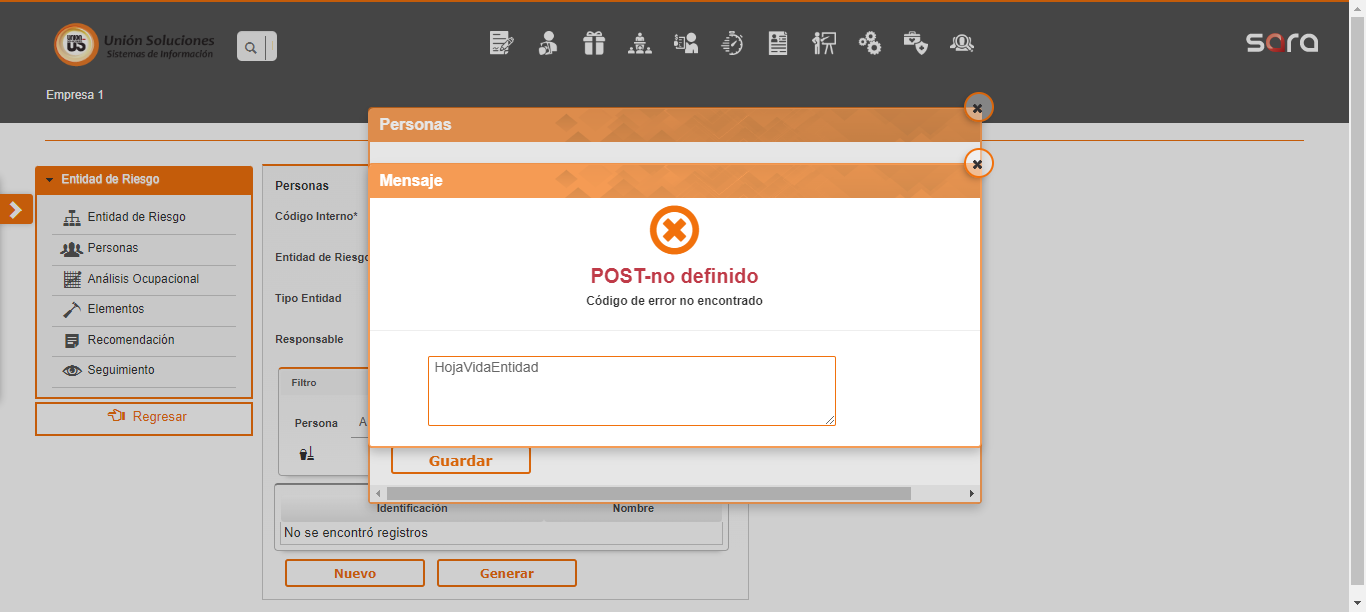 Unión Soluciones
Sistemas de Información
sara
Empresa 1
Entidad de Riesgo
Entidad de Riesgo
Personas
Análisis Ocupacional
Elementos
Recomendación
Seguimiento
Regresar
Personas
Código Interno*
Entidad de Riesgo
Tipo Entidad
Responsable
Filtro
Persona A
Personas
Mensaje
POST-no definido
Código de error no encontrado
HojaVidaEntidad
Guardar
Identificación Nombre
No se encontró registros
Nuevo Generar